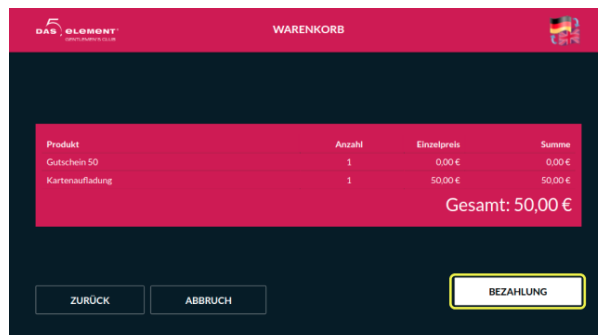 DAS 5 element
GENTLEMEN'S CLUB
WARENKORB
Produkt Anzahl Einzelpreis Summe
Gutschein 50 1 0,00 € 0,00 €
Kartenaufladung 1 50,00 € 50,00 €
Gesamt: 50,00 €
ZURÜCK ABBRUCH BEZAHLUNG